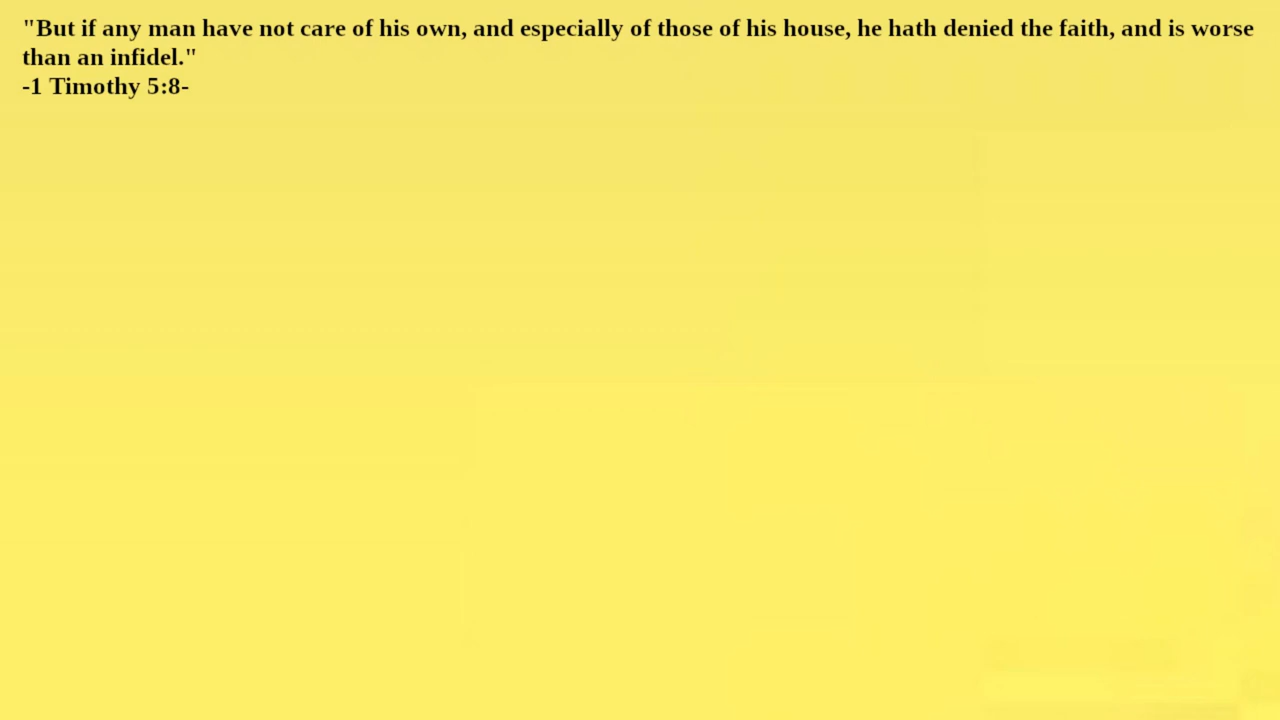 "But if any man have not care of his own, and especially of those of his house, he hath denied the faith, and is worse
than an infidel."
-1 Timothy 5:8-